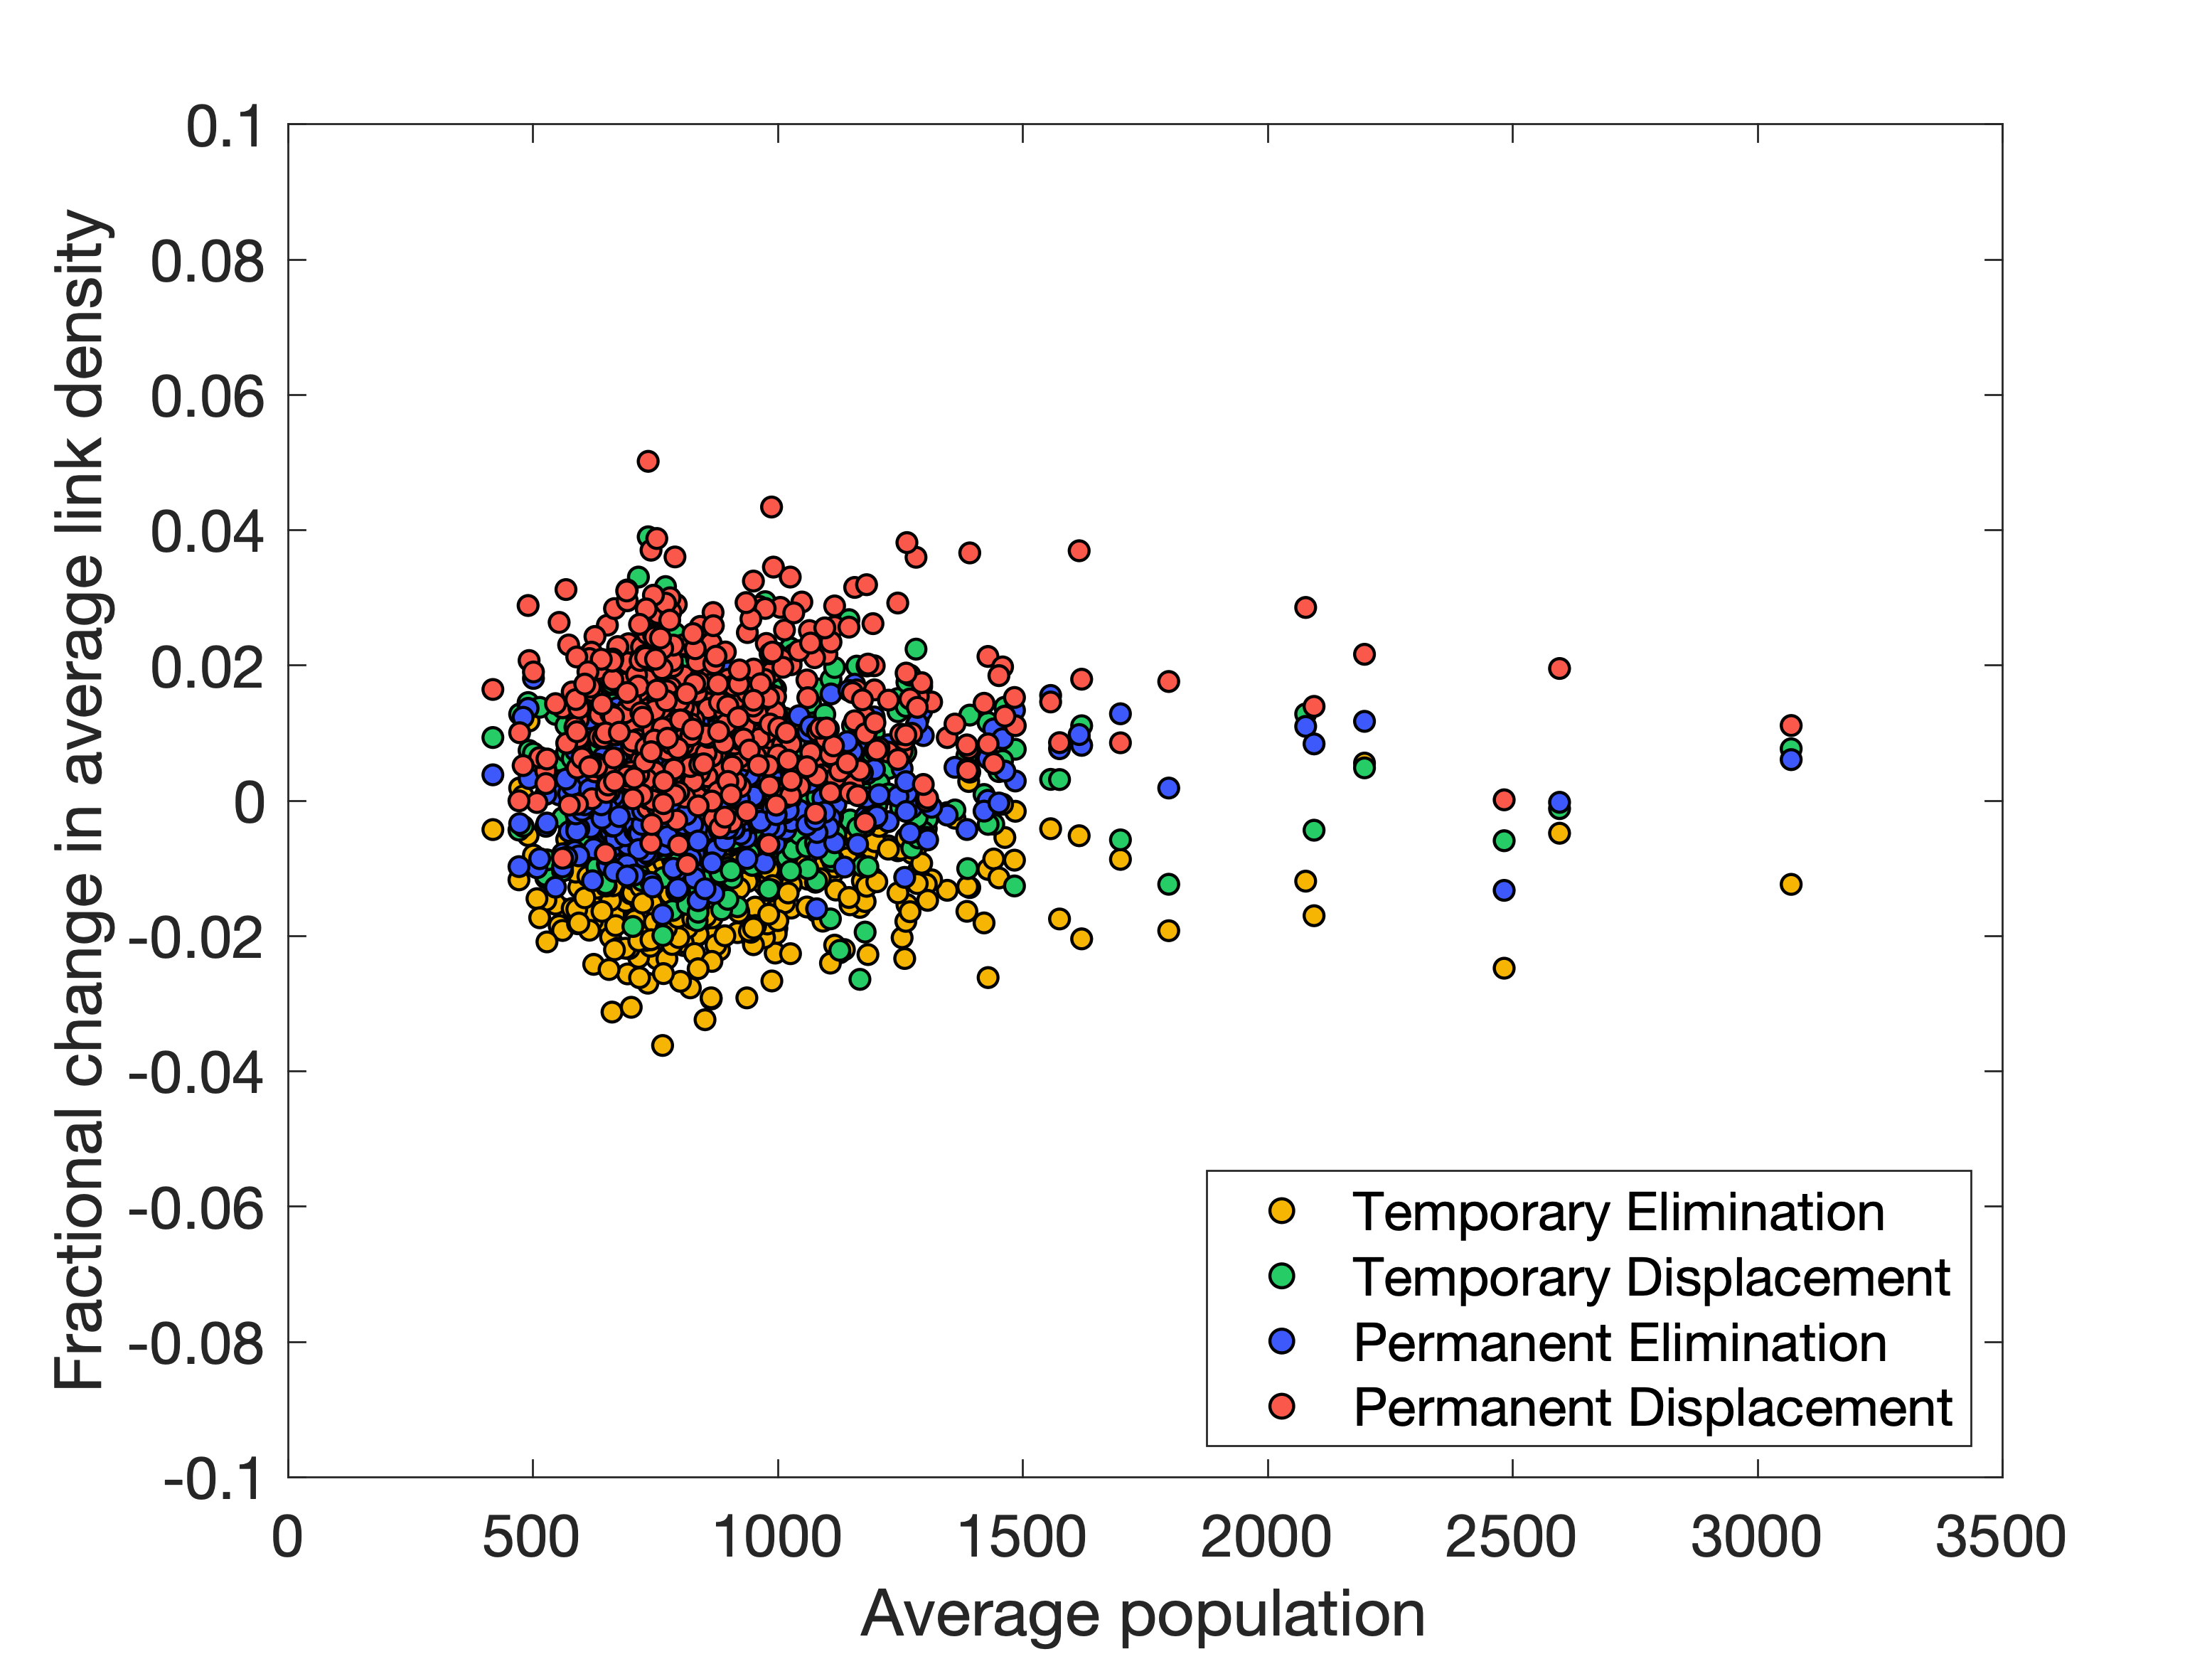 Fractional change in average link density
0.1
0.08
0.06
0.04
0.02
0
-0.02
-0.04
-0.06
-0.08
-0.1
Temporary Elimination
Temporary Displacement
Permanent Elimination
Permanent Displacement
0 500 1000 1500 2000 2500 3000 3500
Average population